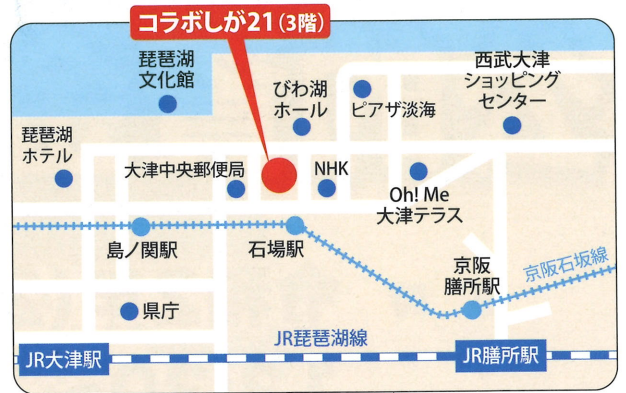 コラボしが21(3階)
琵琶湖
文化館
びわ湖
ホール
ピアザ淡海
西武大津
ショッピング
センター
琵琶湖
ホテル
大津中央郵便局
NHK
Oh! Me
大津テラス
島ノ関駅
石場駅
京阪
膳所駅
京阪石坂線
県庁
JR琵琶湖線
JR大津駅
JR膳所駅